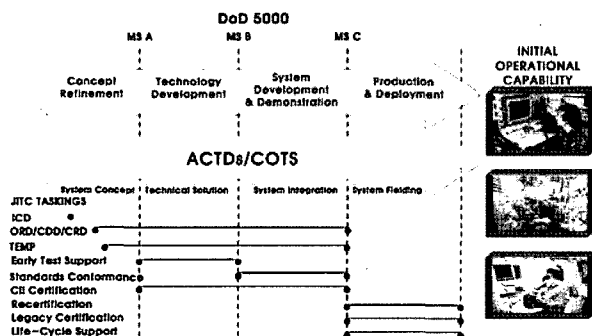 DoD 5000
MS A MS B MS C
INITIAL
OPERATIONAL
CAPABILITY
Concept
Refinement
Technology
Development
System
Development
& Demonstration
Production
& Deployment
ACTDs/COTS
System Concept Technical Solution System Integration System Fielding
JITC TASKINGS
ICD
ORD/CDD/CRD
TEMP
Early Test Support
Standards Conformance
CII Certification
Recertification
Legacy Certification
Life-Cycle Support